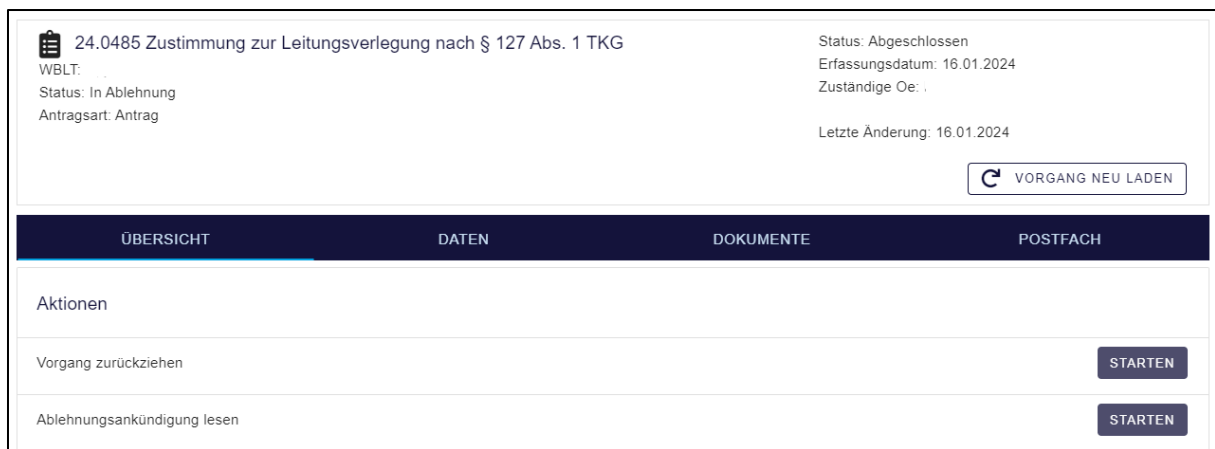 24.0485 Zustimmung zur Leitungsverlegung nach § 127 Abs. 1 TKG
WBLT:
Status: In Ablehnung
Antragsart: Antrag
Status: Abgeschlossen
Erfassungsdatum: 16.01.2024
Zuständige Oe:
Letzte Änderung: 16.01.2024
VORGANG NEU LADEN
ÜBERSICHT DATEN DOKUMENTE POSTFACH
Aktionen
Vorgang zurückziehen STARTEN
Ablehnungsankündigung lesen STARTEN